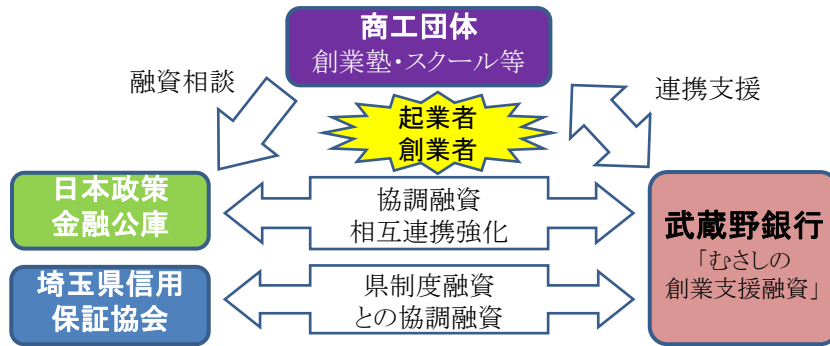 商工団体
創業塾・スクール等
融資相談
連携支援
起業者
創業者
日本政策
金融公庫
協調融資
相互連携強化
武蔵野銀行
「むさしの
創業支援融資」
埼玉県信用
保証協会
県制度融資
との協調融資